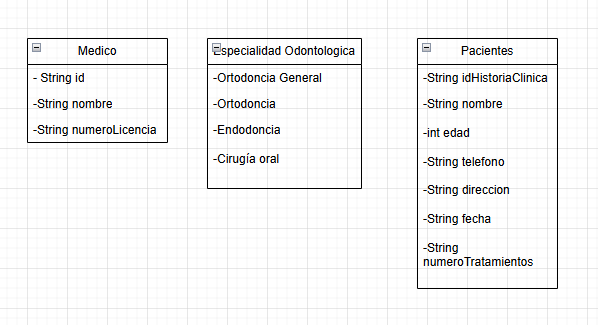 Medico
- String id
-String nombre
-String numeroLicencia
Especialidad Odontologica
-Ortodoncia General
-Ortodoncia
-Endodoncia
-Cirugía oral
Pacientes
-String idHistoriaClinica
-String nombre
-int edad
-String telefono
-String direccion
-String fecha
-String
numeroTratamientos